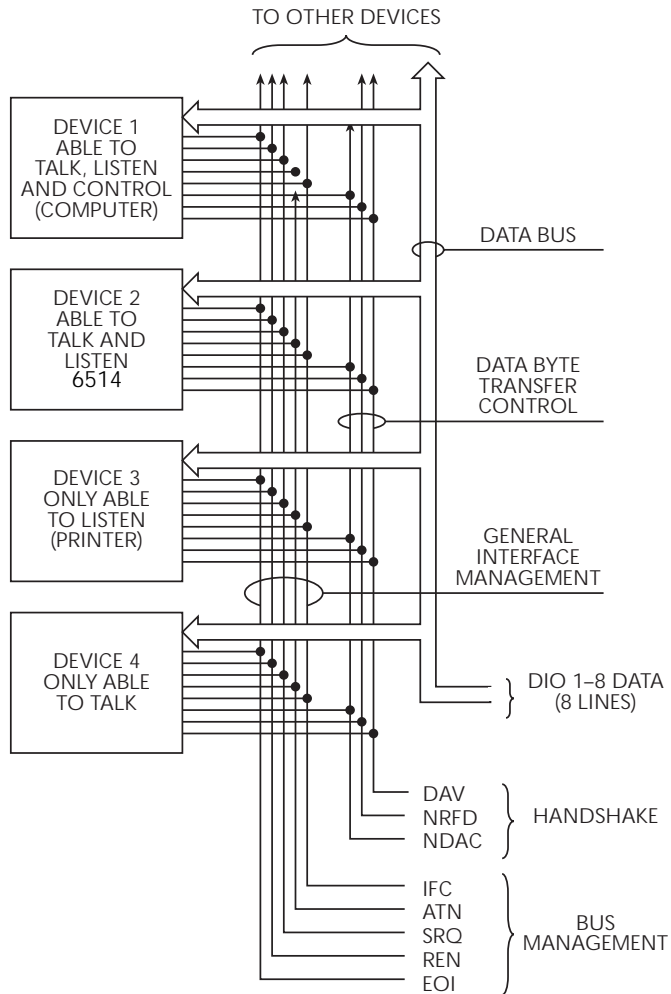 TO OTHER DEVICES
DEVICE 1
ABLE TO
TALK, LISTEN
AND CONTROL
(COMPUTER)
DATA BUS
DEVICE 2
ABLE TO
TALK AND
LISTEN
6514
DATA BYTE
TRANSFER
CONTROL
DEVICE 3
ONLY ABLE
TO LISTEN
(PRINTER)
GENERAL
INTERFACE
MANAGEMENT
DEVICE 4
ONLY ABLE
TO TALK
DIO 1–8 DATA
(8 LINES)
DAV
NRFD
NDAC
HANDSHAKE
IFC
ATN
SRQ
REN
EOI
BUS
MANAGEMENT